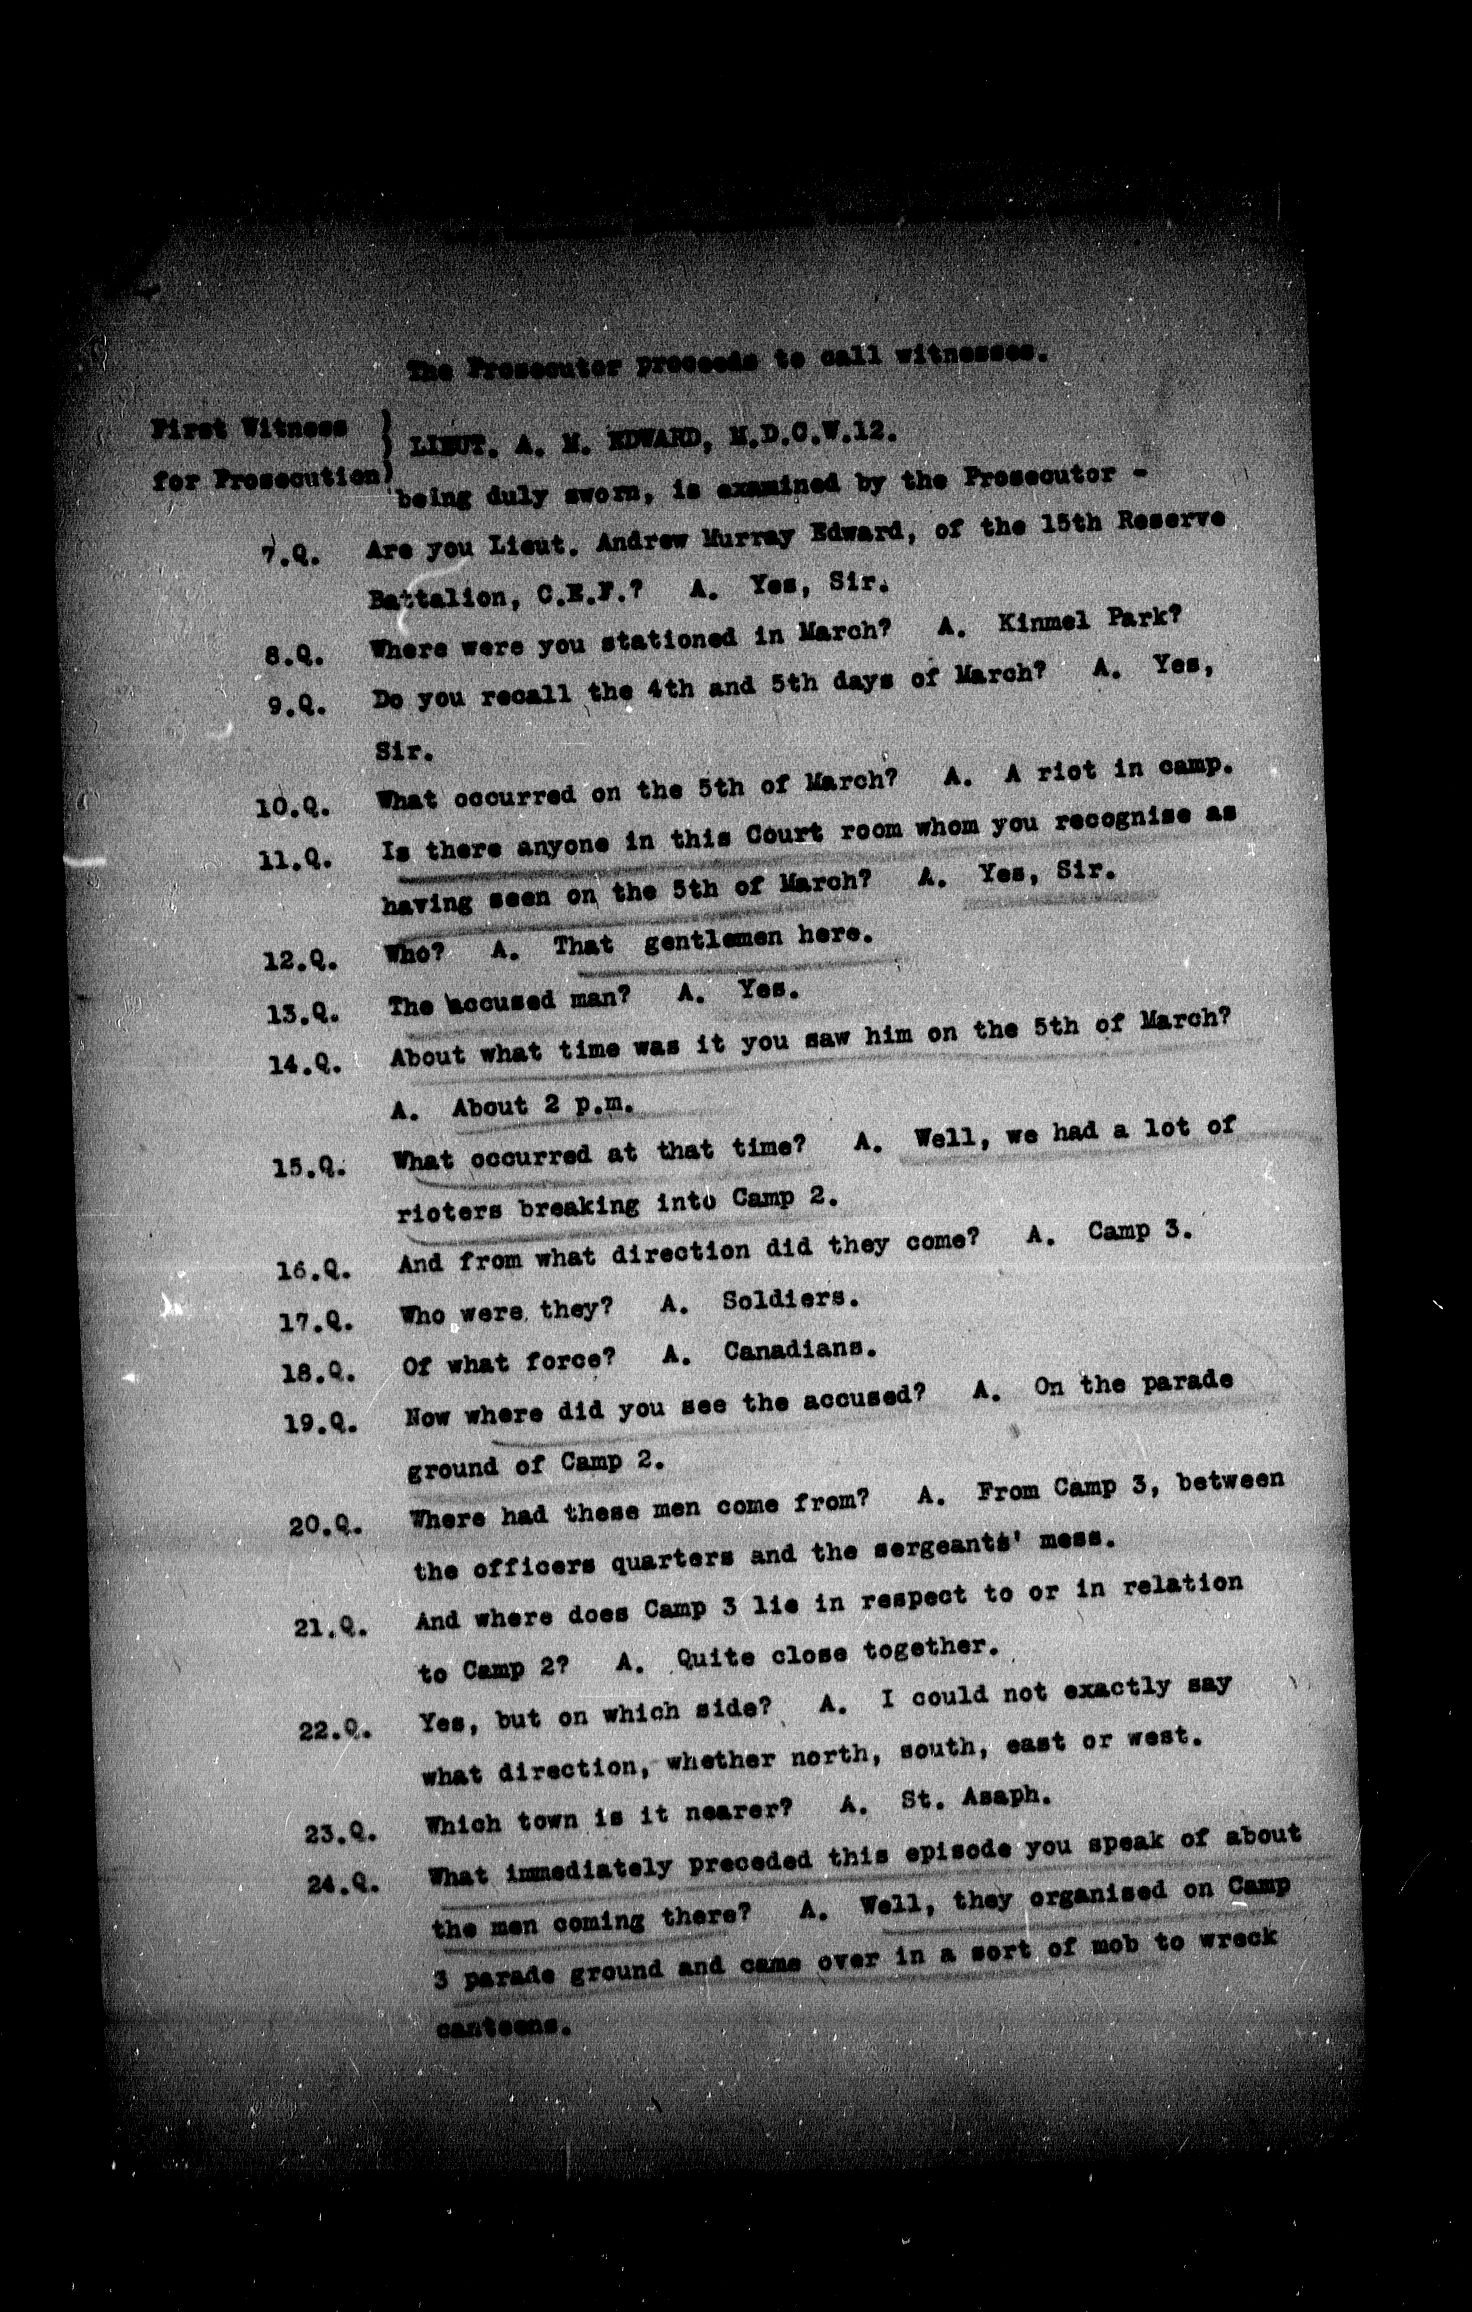 The Prosecutor proceeds to call witnesses.
First Witness }
for Prosecution)
LIEUT. A. M. EDWARD, M.D.C.W.12.
being duly sworn, is examined by the Prosecutor -
7.Q. Are you Lieut. Andrew Murray Edward, of the 15th Reserve
Battalion, C.E.F.? A. Yes, Sir.
8.Q. Where were you stationed in March? A. Kinmel Park?
9.Q. Do you recall the 4th and 5th days of March? A. Yes,
Sir.
10.Q. What occurred on the 5th of March? A. A riot in camp.
11.Q. Is there anyone in this Court room whom you recognise as
having seen on the 5th of March? A. Yes, Sir.
12.Q. Who? A. That gentlemen here.
13.Q. The accused man? A. Yes.
14.Q. About what time was it you saw him on the 5th of March?
A. About 2 p.m.
15.Q. What occurred at that time? A. Well, we had a lot of
rioters breaking into Camp 2.
16.Q. And from what direction did they come? A. Camp 3.
17.Q. Who were they? A. Soldiers.
18.Q. Of what force? A. Canadians.
19.Q. Now where did you see the accused? A. On the parade
ground of Camp 2.
20.Q. Where had these men come from? A. From Camp 3, between
the officers quarters and the sergeants' mess.
21.Q. And where does Camp 3 lie in respect to or in relation
to Camp 2? A. Quite close together.
22.Q. Yes, but on which side? A. I could not exactly say
what direction, whether north, south, east or west.
23.Q. Which town is it nearer? A. St. Asaph.
24.Q. What immediately preceded this episode you speak of about
the men coming there? A. Well, they organised on Camp
3 parade ground and came over in a sort of mob to wreck
canteens.